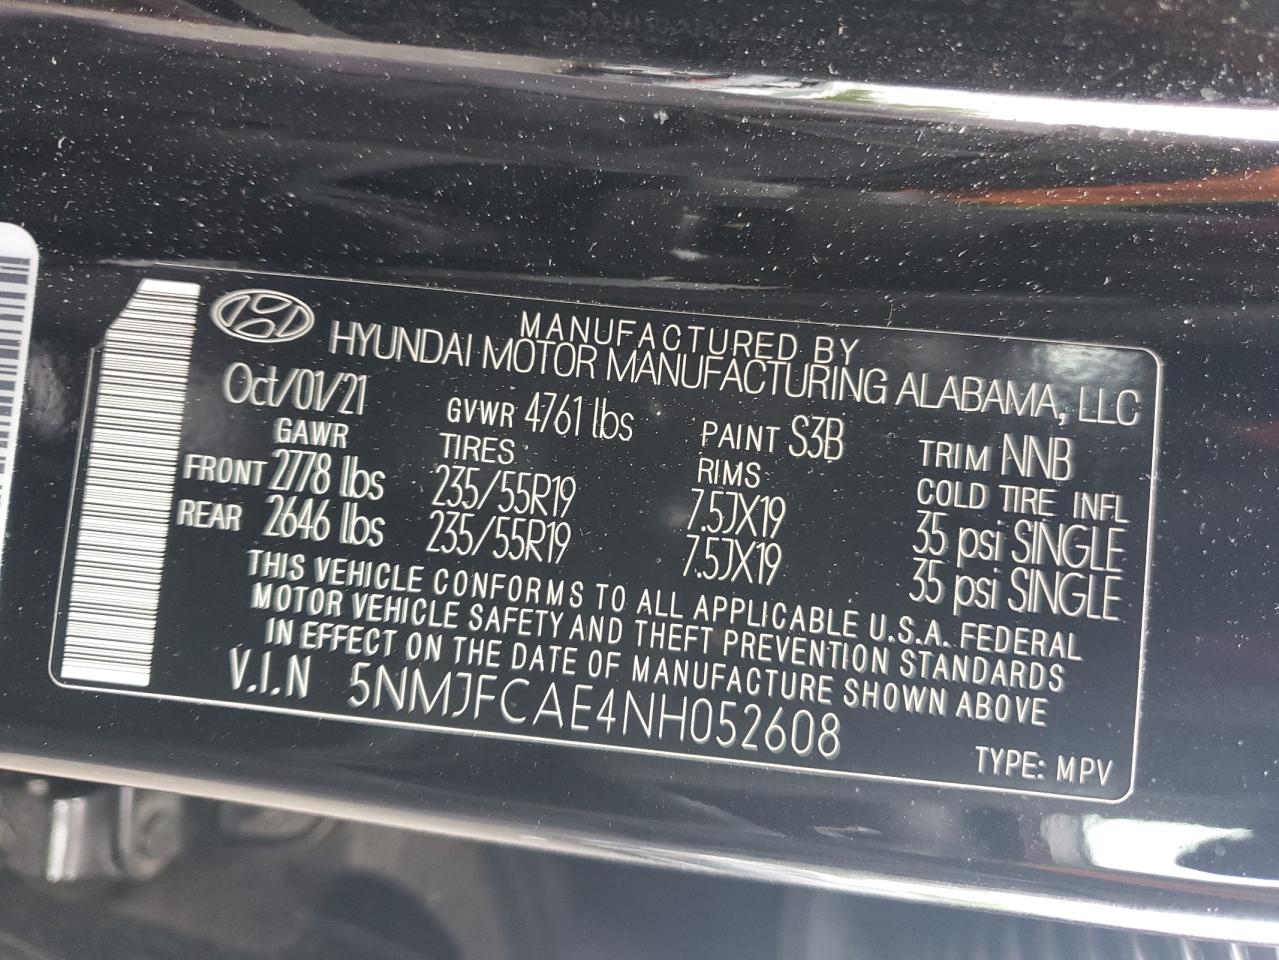 MANUFACTURED BY
HYUNDAI MOTOR MANUFACTURING ALABAMA, LLC
Oct/01/21 GVWR 4761 lbs PAINT S3B TRIM NNB
GAWR TIRES RIMS COLD TIRE INFL
FRONT 2778 lbs 235/55R19 7.5JX19 35 psi SINGLE
REAR 2646 lbs 235/55R19 7.5JX19 35 psi SINGLE
THIS VEHICLE CONFORMS TO ALL APPLICABLE U.S.A. FEDERAL
MOTOR VEHICLE SAFETY AND THEFT PREVENTION STANDARDS
IN EFFECT ON THE DATE OF MANUFACTURE SHOWN ABOVE
V.I.N 5NMJFCAE4NH052608
TYPE: MPV